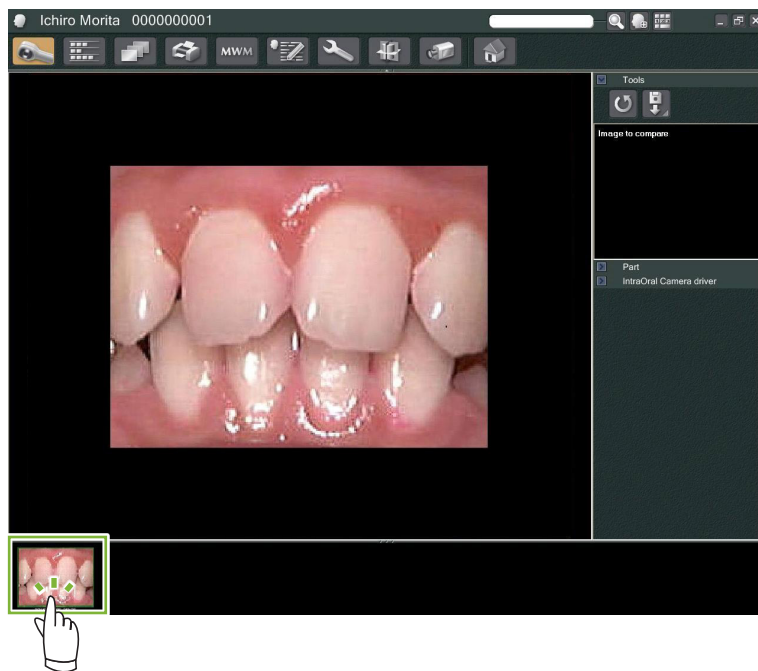 Ichiro Morita 0000000001
MWM
Tools
Image to compare
Part
IntraOral Camera driver